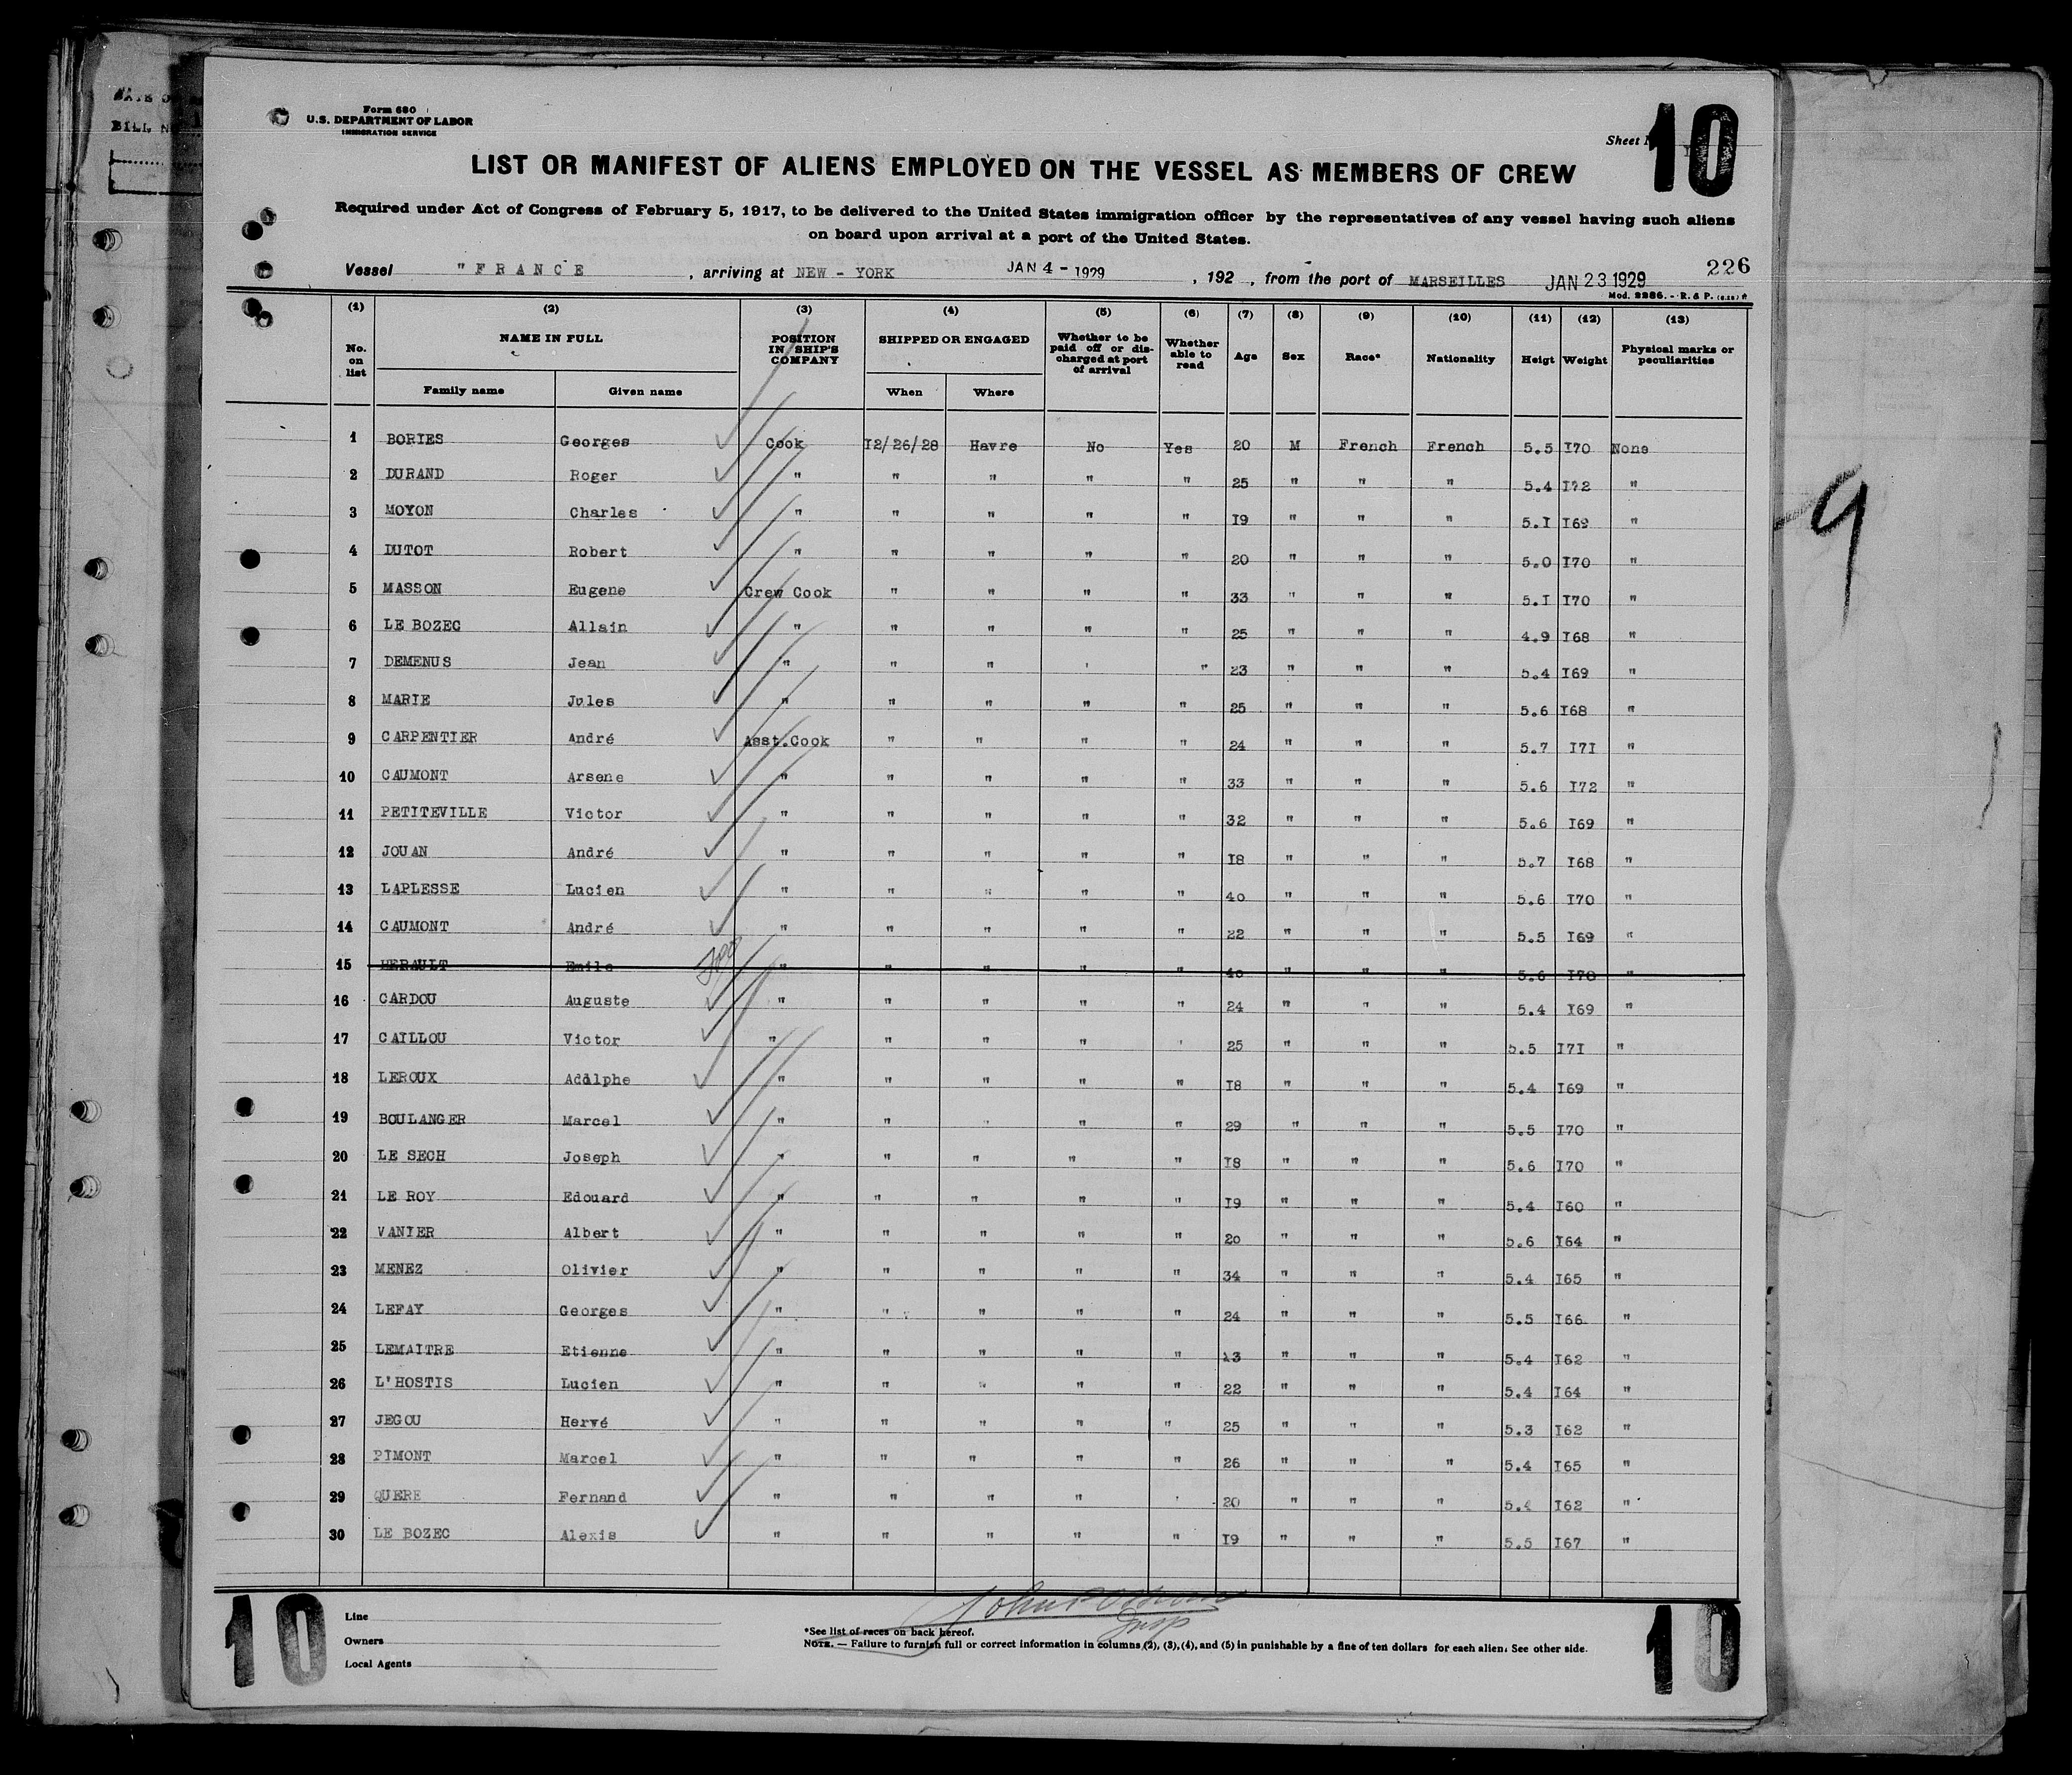 Form 680
U.S. DEPARTMENT OF LABOR
IMMIGRATION SERVICE
BILL
Sheet
10
LIST OR MANIFEST OF ALIENS EMPLOYED ON THE VESSEL AS MEMBERS OF CREW
Required under Act of Congress of February 5, 1917, to be delivered to the United States immigration officer by the representatives of any vessel having such aliens
on board upon arrival at a port of the United States.
Vessel "FRANCE , arriving at NEW - YORK JAN 4 - 1929 , 192 , from the port of MARSEILLES JAN 23 1929 226
Mod. 2286. - R. & P.
(1) (2) (3) (4) (5) (6) (7) (8) (9) (10) (11) (12) (13)
No. on list NAME IN FULL POSITION IN SHIP'S COMPANY SHIPPED OR ENGAGED Whether to be paid off or discharged at port of arrival Whether able to read Age Sex Race* Nationality Heigt Weight Physical marks or peculiarities
Family name Given name When Where
1 BORIES Georges Cook I2/26/28 Havre No Yes 20 M French French 5.5 I70 None
2 DURAND Roger " " " " " 25 " " " 5.4 I72 "
3 MOYON Charles " " " " " I9 " " " 5.I I69 "
4 DUTOT Robert " " " " " 20 " " " 5.0 I70 "
5 MASSON Eugene Crew Cook " " " " 33 " " " 5.I I70 "
6 LE BOZEC Allain " " " " " 25 " " " 4.9 I68 "
7 DEMENUS Jean " " " ' " 23 " " " 5.4 I69 "
8 MARIE Jules " " " " " 25 " " " 5.6 I68 "
9 CARPENTIER André Asst.Cook " " " " 24 " " " 5.7 I7I "
10 CAUMONT Arsene " " " " " 33 " " " 5.6 I72 "
11 PETITEVILLE Victor " " " " " 32 " " " 5.6 I69 "
12 JOUAN André " " " " " I8 " " " 5.7 I68 "
13 LAPLESSE Lucien " " " " " 40 " " " 5.6 I70 "
14 CAUMONT André " " " " " 22 " " " 5.5 I69 "
15 HERAULT Emile " " " " " 40 " " " 5.6 I70 "
16 CARDOU Auguste " " " " " 24 " " " 5.4 I69 "
17 CAILLOU Victor " " " " ' 25 " " " 5.5 I7I "
18 LEROUX Adolphe " " " " " I8 " " " 5.4 I69 "
19 BOULANGER Marcel " " " " " 29 " " " 5.5 I70 "
20 LE SECH Joseph " " " " " I8 " " " 5.6 I70 "
21 LE ROY Edouard " " " " " I9 " " " 5.4 I60 "
22 VANIER Albert " " " " " 20 " " " 5.6 I64 "
23 MENEZ Olivier " " " " " 34 " " " 5.4 I65 "
24 LEFAY Georges " " " " " 24 " " " 5.5 I66 "
25 LEMAITRE Etienne " " " " " " " " 5.4 I62 "
26 L'HOSTIS Lucien " " " " " 22 " " " 5.4 I64 "
27 JEGOU Hervé " " " " " 25 " " " 5.3 I62 "
28 PIMONT Marcel " " " " " 26 " " " 5.4 I65 "
29 QUERE Fernand " " " " ' 20 " " " 5.4 I62 "
30 LE BOZEC Alexis " " " " " I9 " " " 5.5 I67 "
9
10
Line
Owners
Local Agents
Insp
*See list of races on back hereof.
NOTE. — Failure to furnish full or correct information in columns (2), (3), (4), and (5) in punishable by a fine of ten dollars for each alien. See other side.
10